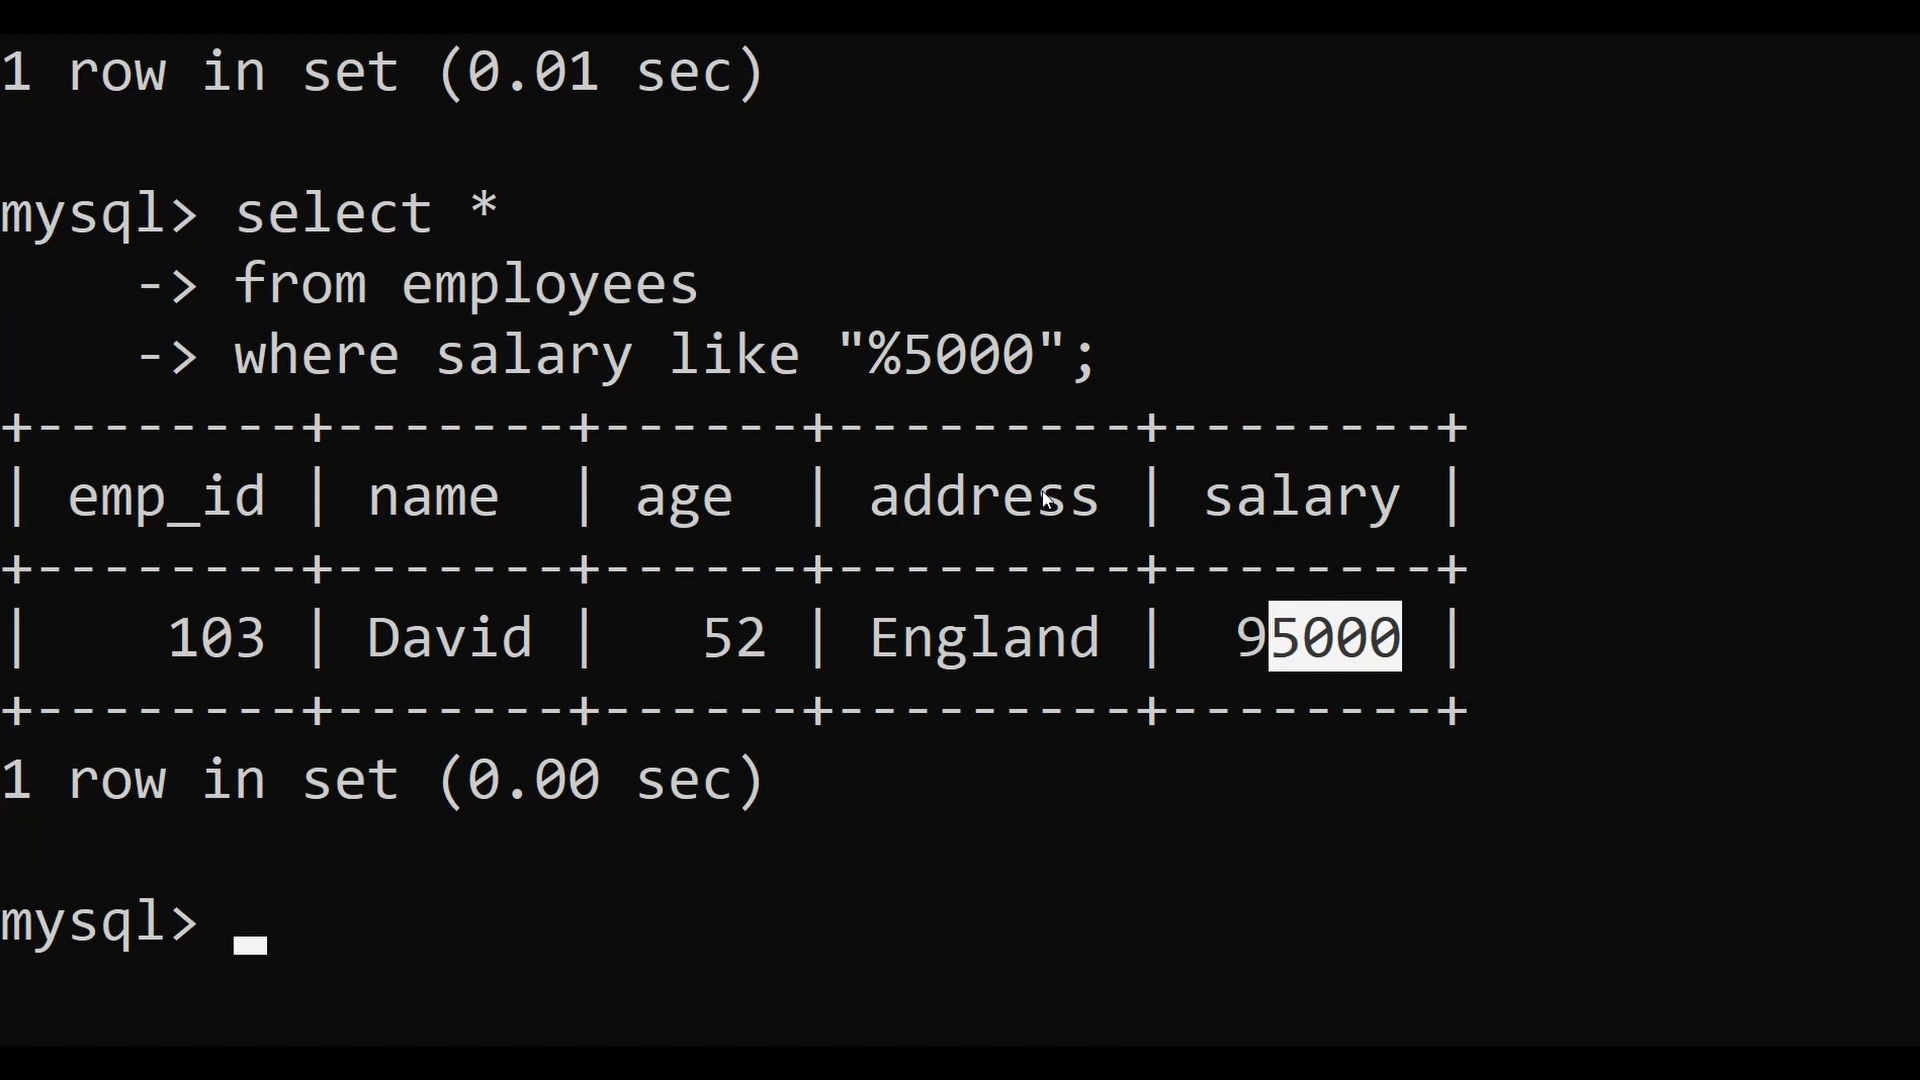 1 row in set (0.01 sec)
mysql> select *
    -> from employees
    -> where salary like "%5000";
+--------+-------+------+---------+--------+
| emp_id | name  | age  | address | salary |
+--------+-------+------+---------+--------+
|    103 | David |   52 | England |  95000 |
+--------+-------+------+---------+--------+
1 row in set (0.00 sec)
mysql>